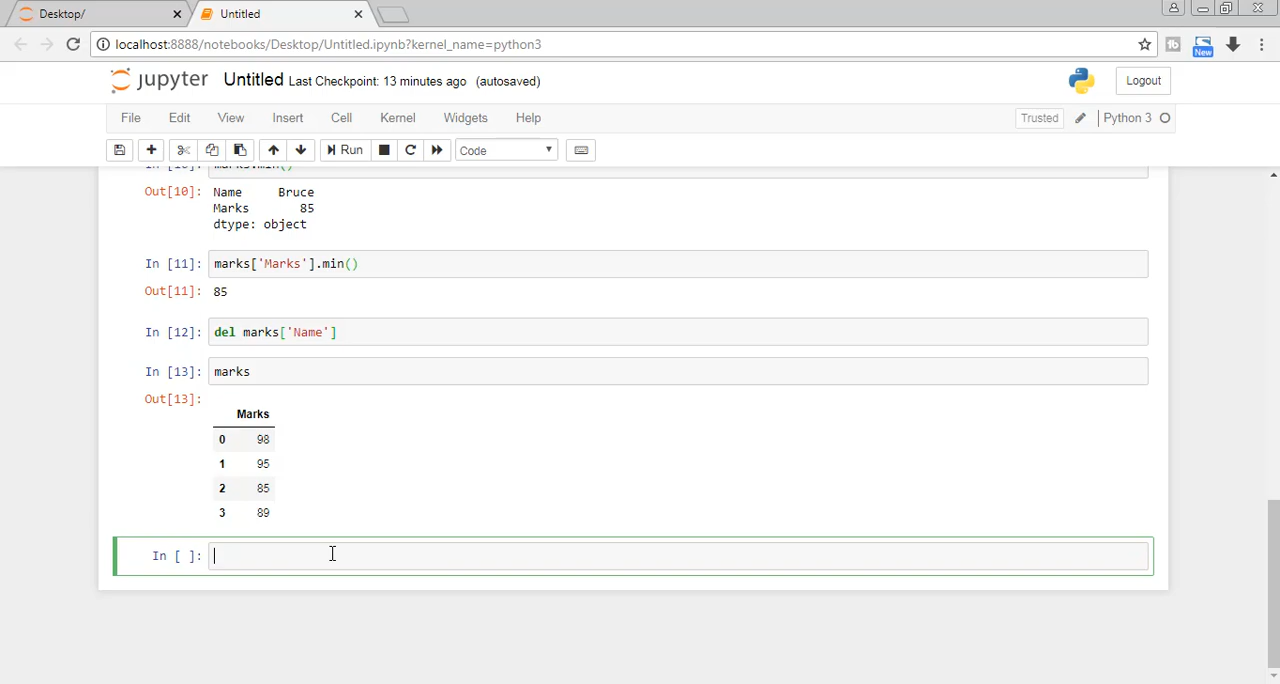 Desktop/
Untitled
localhost:8888/notebooks/Desktop/Untitled.ipynb?kernel_name=python3
New
jupyter Untitled Last Checkpoint: 13 minutes ago (autosaved)
Logout
File Edit View Insert Cell Kernel Widgets Help
Trusted
Python 3
Run
Code
marks.min()
Out[10]: Name Bruce
Marks 85
dtype: object
In [11]: marks['Marks'].min()
Out[11]: 85
In [12]: del marks['Name']
In [13]: marks
Out[13]:
Marks
0 98
1 95
2 85
3 89
In [ ]: